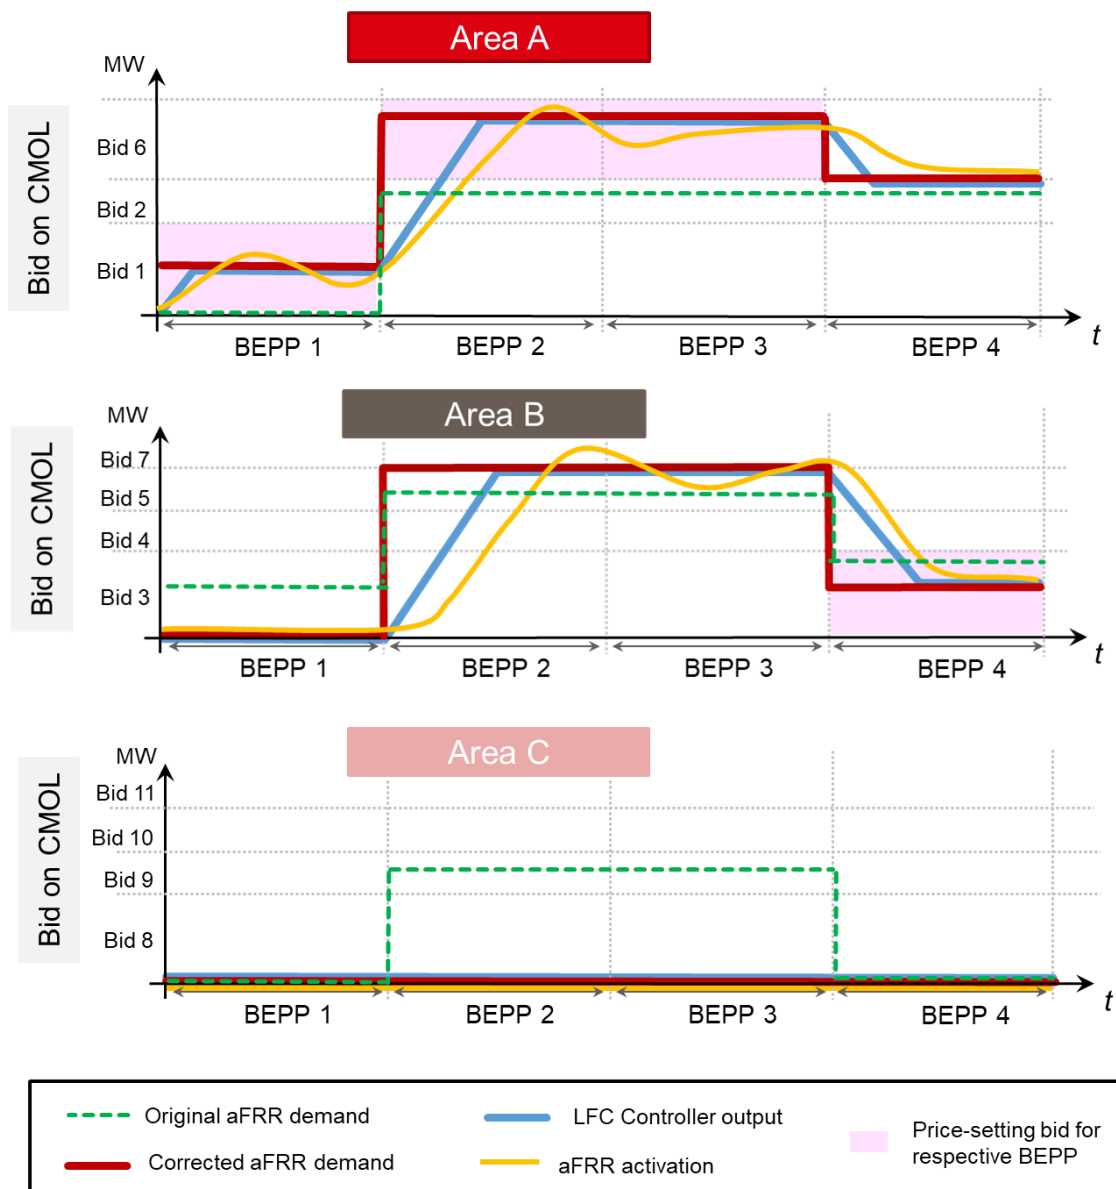 Area A
MW
Bid on CMOL
Bid 6
Bid 2
Bid 1
BEPP 1
BEPP 2
BEPP 3
BEPP 4
t
Area B
MW
Bid on CMOL
Bid 7
Bid 5
Bid 4
Bid 3
BEPP 1
BEPP 2
BEPP 3
BEPP 4
t
Area C
MW
Bid on CMOL
Bid 11
Bid 10
Bid 9
Bid 8
BEPP 1
BEPP 2
BEPP 3
BEPP 4
t
Original aFRR demand
LFC Controller output
Price-setting bid for
respective BEPP
Corrected aFRR demand
aFRR activation